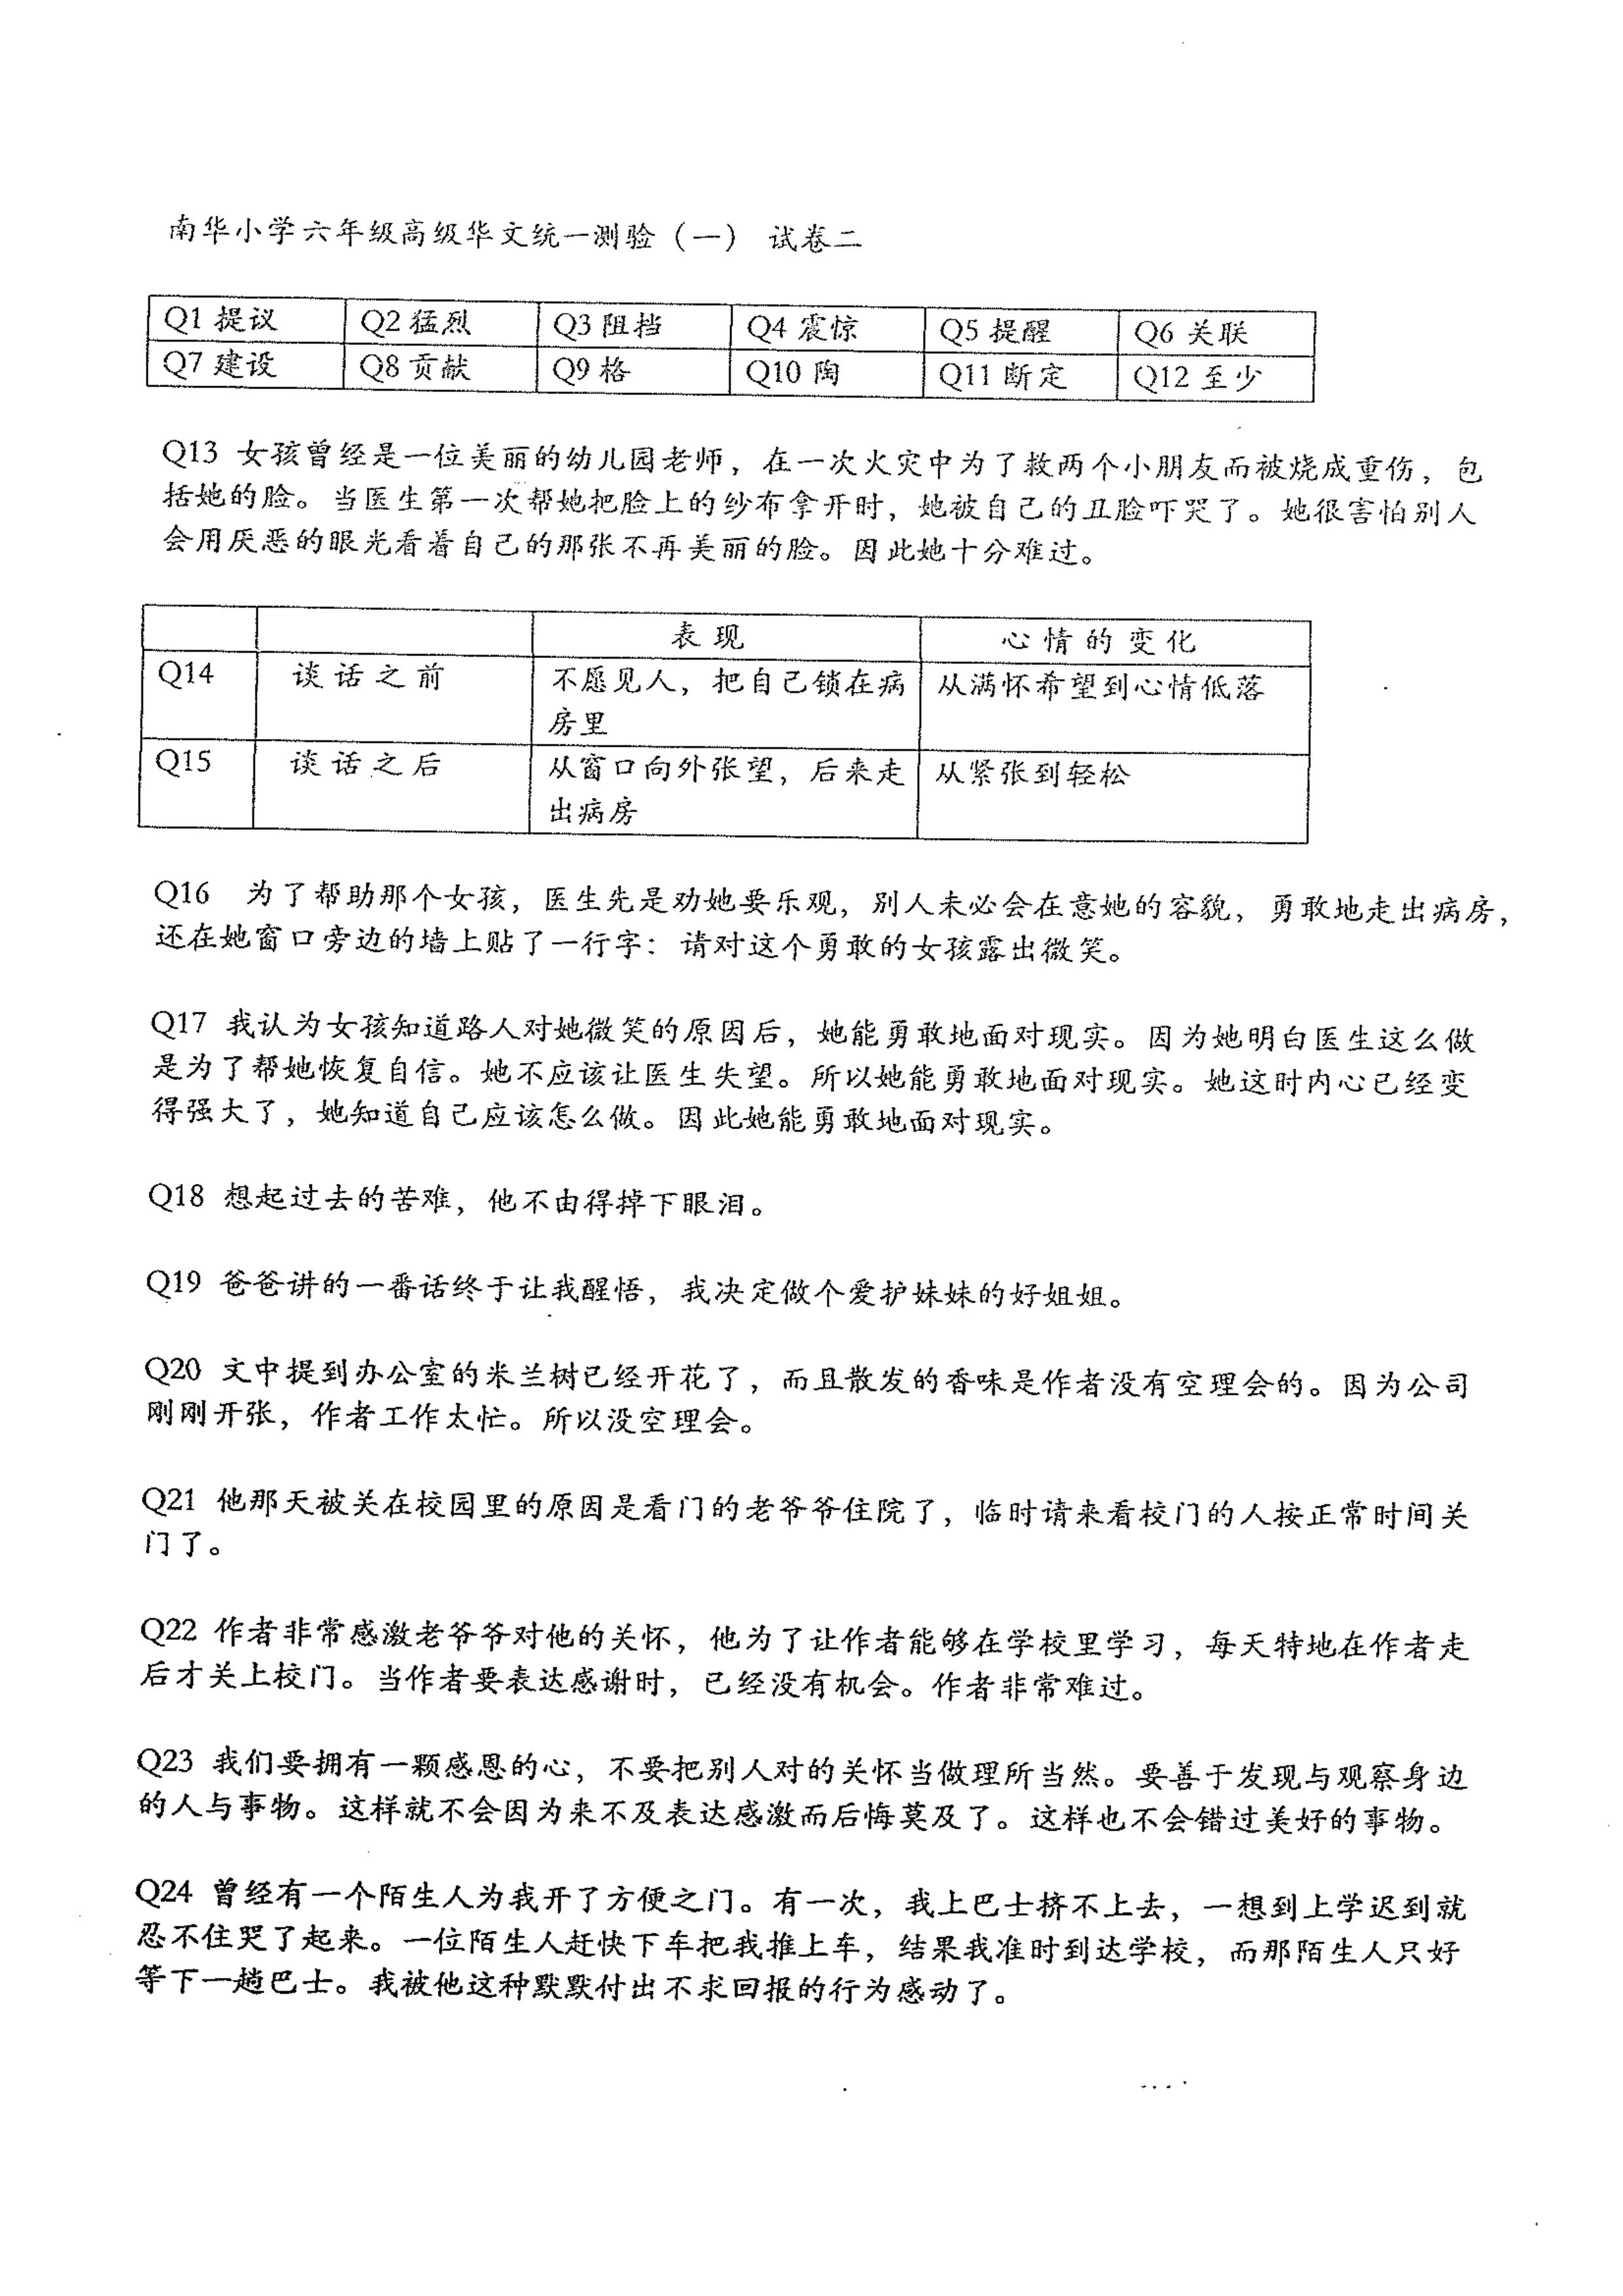 南华小学六年级高级华文统一测验（一） 试卷二
Q1 提议 Q2 猛烈 Q3 阻挡 Q4 震惊 Q5 提醒 Q6 关联
Q7 建设 Q8 贡献 Q9 格 Q10 陶 Q11 断定 Q12 至少
Q13 女孩曾经是一位美丽的幼儿园老师，在一次火灾中为了救两个小朋友而被烧成重伤，包
括她的脸。当医生第一次帮她把脸上的纱布拿开时，她被自己的丑脸吓哭了。她很害怕别人
会用厌恶的眼光看着自己的那张不再美丽的脸。因此她十分难过。
表现 心情的变化
Q14 谈话之前 不愿见人，把自己锁在病 从满怀希望到心情低落
房里
Q15 谈话之后 从窗口向外张望，后来走 从紧张到轻松
出病房
Q16 为了帮助那个女孩，医生先是劝她要乐观，别人未必会在意她的容貌，勇敢地走出病房，
还在她窗口旁边的墙上贴了一行字：请对这个勇敢的女孩露出微笑。
Q17 我认为女孩知道路人对她微笑的原因后，她能勇敢地面对现实。因为她明白医生这么做
是为了帮她恢复自信。她不应该让医生失望。所以她能勇敢地面对现实。她这时内心已经变
得强大了，她知道自己应该怎么做。因此她能勇敢地面对现实。
Q18 想起过去的苦难，他不由得掉下眼泪。
Q19 爸爸讲的一番话终于让我醒悟，我决定做个爱护妹妹的好姐姐。
Q20 文中提到办公室的米兰树已经开花了，而且散发的香味是作者没有空理会的。因为公司
刚刚开张，作者工作太忙。所以没空理会。
Q21 他那天被关在校园里的原因是看门的老爷爷住院了，临时请来看校门的人按正常时间关
门了。
Q22 作者非常感激老爷爷对他的关怀，他为了让作者能够在学校里学习，每天特地在作者走
后才关上校门。当作者要表达感谢时，已经没有机会。作者非常难过。
Q23 我们要拥有一颗感恩的心，不要把别人对的关怀当做理所当然。要善于发现与观察身边
的人与事物。这样就不会因为来不及表达感激而后悔莫及了。这样也不会错过美好的事物。
Q24 曾经有一个陌生人为我开了方便之门。有一次，我上巴士挤不上去，一想到上学迟到就
忍不住哭了起来。一位陌生人赶快下车把我推上车，结果我准时到达学校，而那陌生人只好
等下一趟巴士。我被他这种默默付出不求回报的行为感动了。